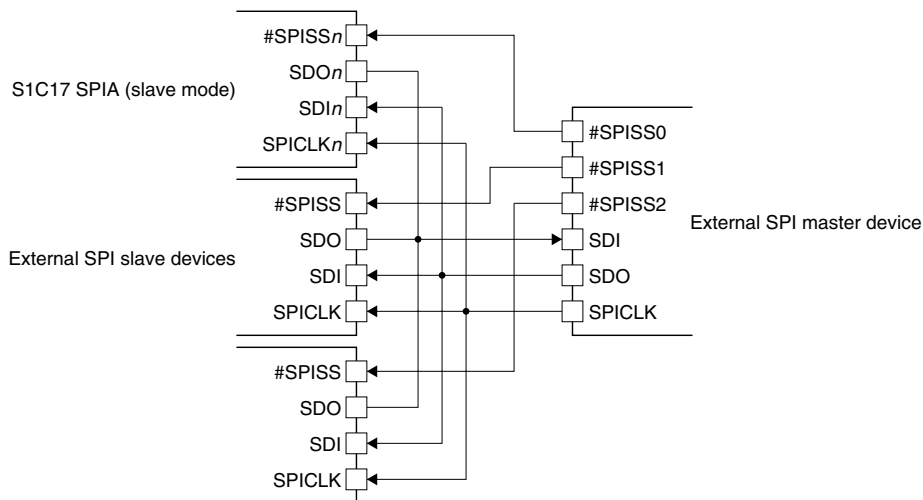 #SPISSn
SDOn
S1C17 SPIA (slave mode)
SDIn
SPICLKn
#SPISS
SDO
External SPI slave devices
SDI
SPICLK
#SPISS
SDO
SDI
SPICLK
#SPISS0
#SPISS1
#SPISS2
External SPI master device
SDI
SDO
SPICLK